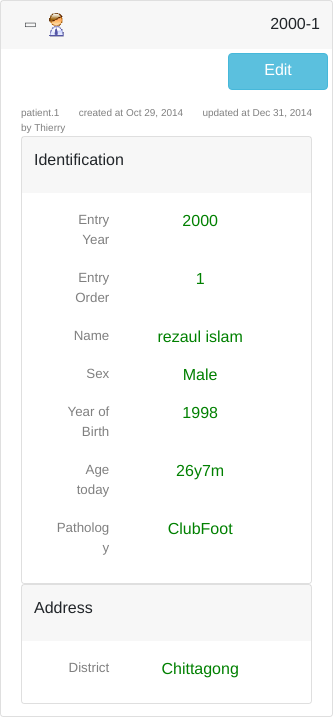 2000-1
Edit
patient.1 created at Oct 29, 2014 updated at Dec 31, 2014
by Thierry
Identification
Entry Year 2000
Entry Order 1
Name rezaul islam
Sex Male
Year of Birth 1998
Age today 26y7m
Pathology ClubFoot
Address
District Chittagong